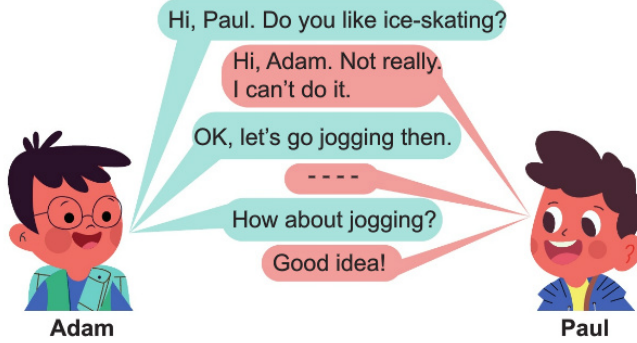 Hi, Paul. Do you like ice-skating?
Hi, Adam. Not really.
I can't do it.
OK, let's go jogging then.
- - - -
How about jogging?
Good idea!
Adam
Paul